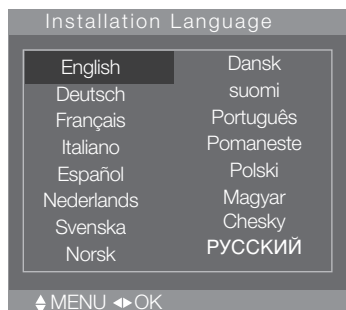 Installation Language
English
Deutsch
Français
Italiano
Español
Nederlands
Svenska
Norsk
Dansk
suomi
Português
Pomaneste
Polski
Magyar
Chesky
РУССКИЙ
MENU OK